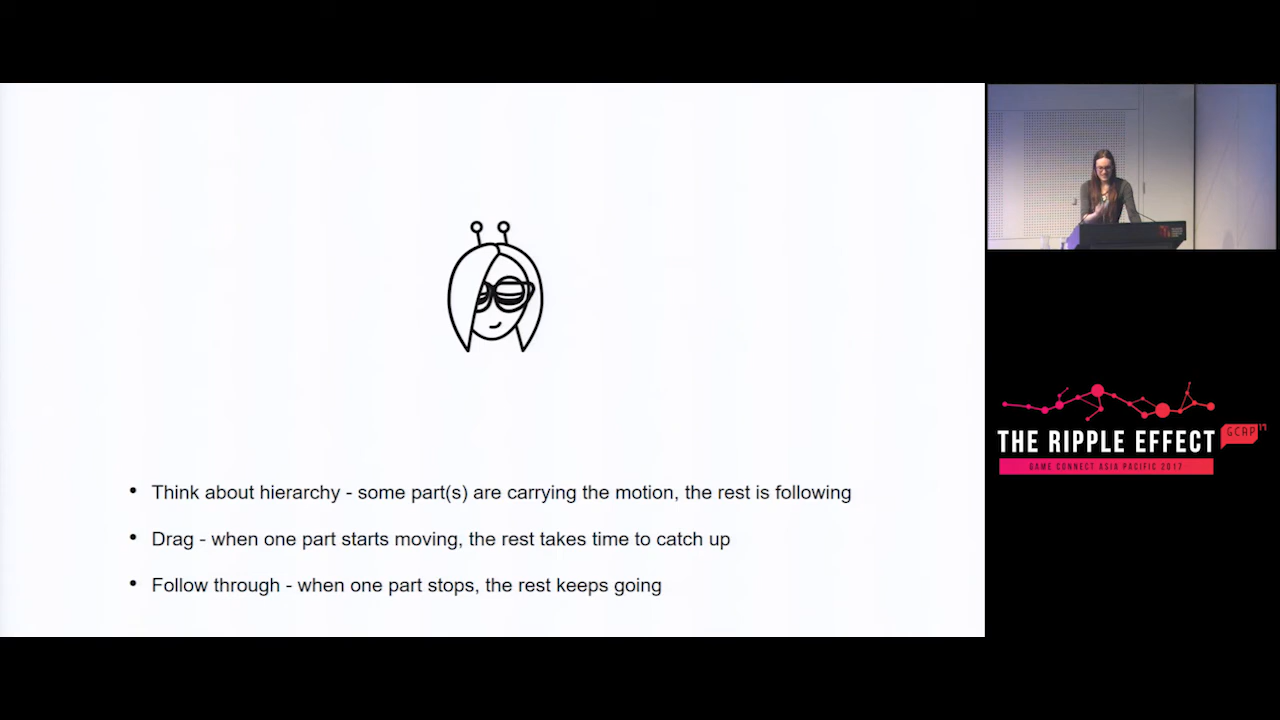 Think about hierarchy - some part(s) are carrying the motion, the rest is following
Drag - when one part starts moving, the rest takes time to catch up
Follow through - when one part stops, the rest keeps going
THE RIPPLE EFFECT
GCAP 17
GAME CONNECT ASIA PACIFIC 2017